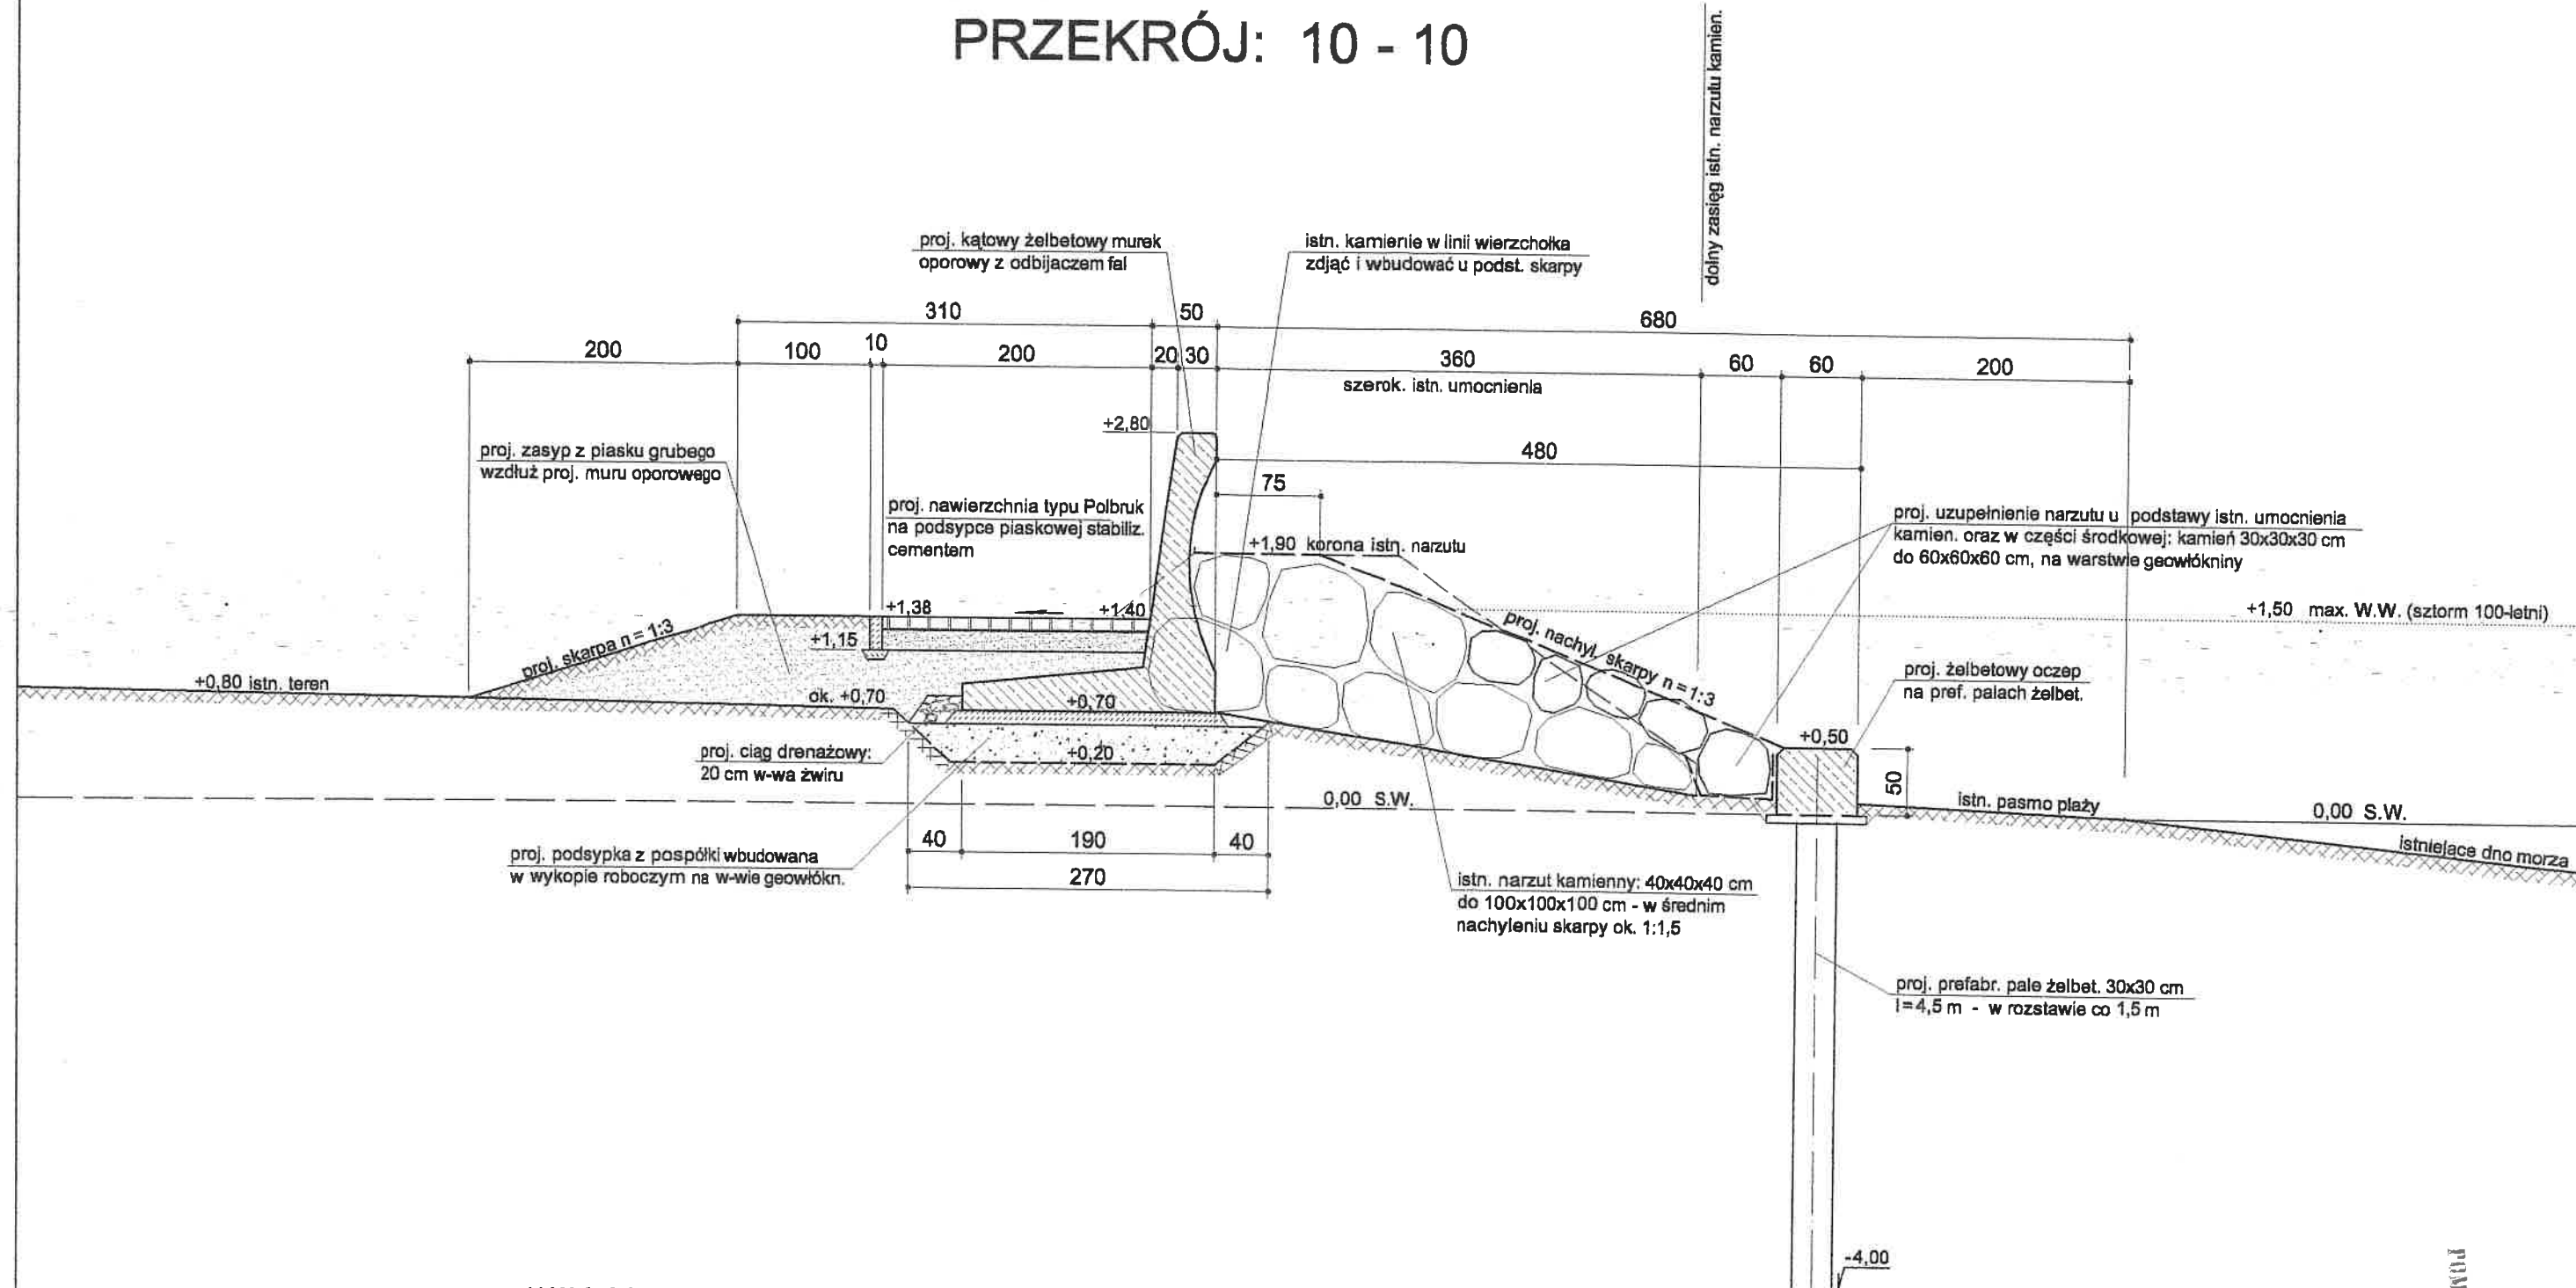 PRZEKRÓJ: 10 - 10
dolny zasięg istn. narzutu kamien.
proj. kątowy żelbetowy murek
oporowy z odbijaczem fal
istn. kamienie w linii wierzchołka
zdjąć i wbudować u podst. skarpy
310
50
680
200
100
10
200
20
30
360
60
60
200
szerok. istn. umocnienia
+2,80
480
75
proj. zasyp z piasku grubego
wzdłuż proj. muru oporowego
proj. nawierzchnia typu Polbruk
na podsypce piaskowej stabiliz.
cementem
+1,90 korona istn. narzutu
proj. uzupełnienie narzutu u podstawy istn. umocnienia
kamien. oraz w części środkowej: kamień 30x30x30 cm
do 60x60x60 cm, na warstwie geowłókniny
+1,38
+1,40
+1,50 max. W.W. (sztorm 100-letni)
+1,15
proj. skarpa n = 1:3
proj. nachyl. skarpy n = 1:3
proj. żelbetowy oczep
na pref. palach żelbet.
+0,80 istn. teren
ok. +0,70
+0,70
+0,50
proj. ciąg drenażowy:
20 cm w-wa żwiru
+0,20
50
0,00 S.W.
istn. pasmo plaży
0,00 S.W.
istniejące dno morza
40
190
40
270
proj. podsypka z pospółki wbudowana
w wykopie roboczym na w-wie geowłókn.
istn. narzut kamienny: 40x40x40 cm
do 100x100x100 cm - w średnim
nachyleniu skarpy ok. 1:1,5
proj. prefabr. pale żelbet. 30x30 cm
l=4,5 m - w rozstawie co 1,5 m
-4,00